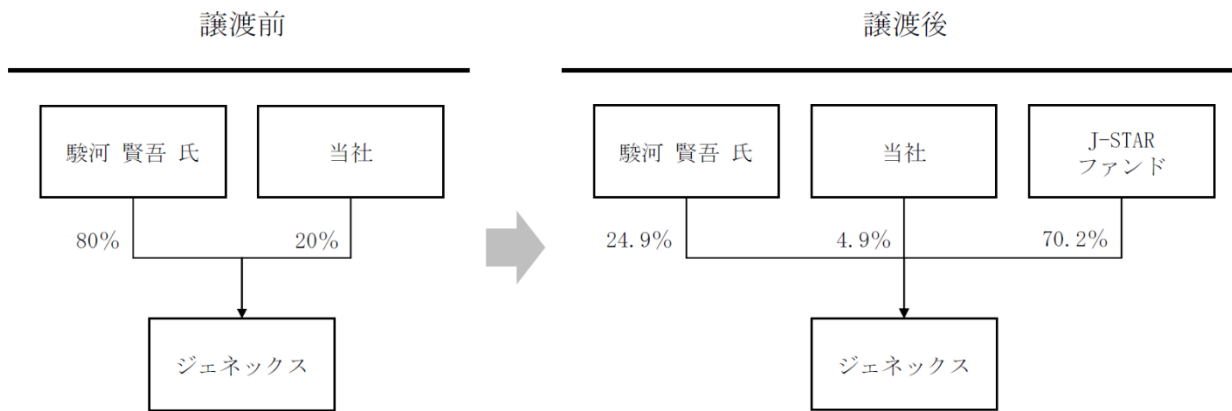 譲渡前
駿河 賢吾 氏
当社
80%
20%
ジェネックス
譲渡後
駿河 賢吾 氏
当社
J-STAR
ファンド
24.9%
4.9%
70.2%
ジェネックス